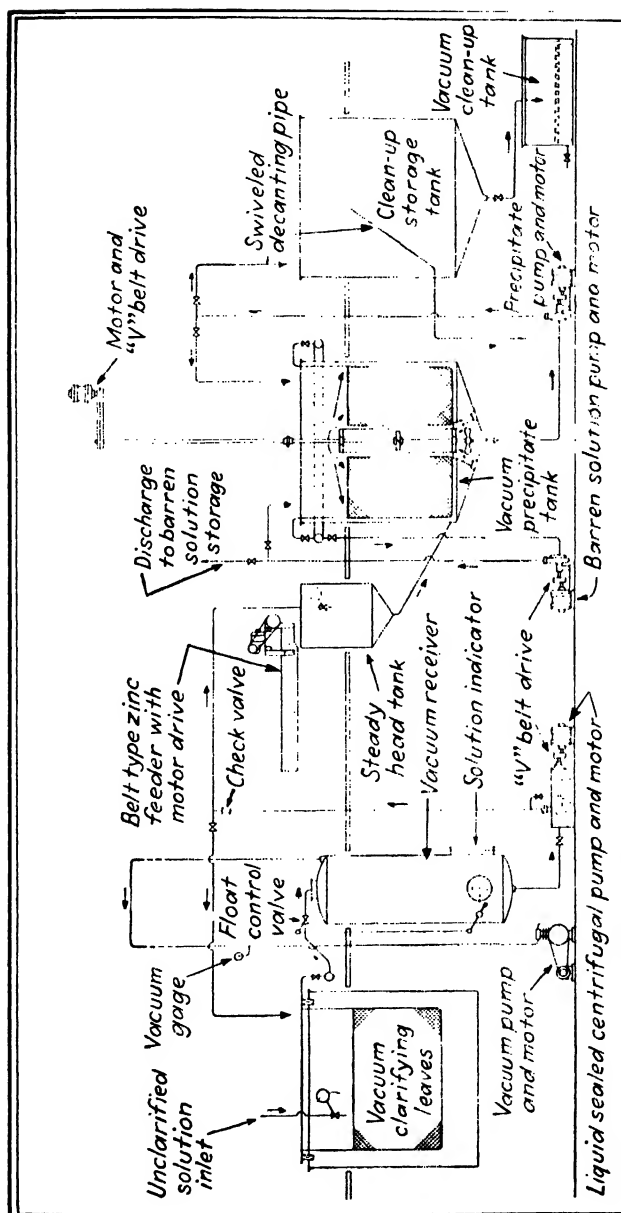 Unclarified
solution
inlet
Vacuum
gage
Float
control
valve
Belt type zinc
feeder with
motor drive
Check valve
Discharge
to barren
solution
storage
Motor and
"V" belt drive
Swiveled
decanting pipe
Clean-up
storage
tank
Vacuum
clean-up
tank
Vacuum
clarifying
leaves
Steady
head tank
Vacuum receiver
Solution indicator
Vacuum
precipitate
tank
Precipitate
pump and motor
Vacuum pump
and motor
"V" belt drive
Barren solution pump and motor
Liquid sealed centrifugal pump and motor